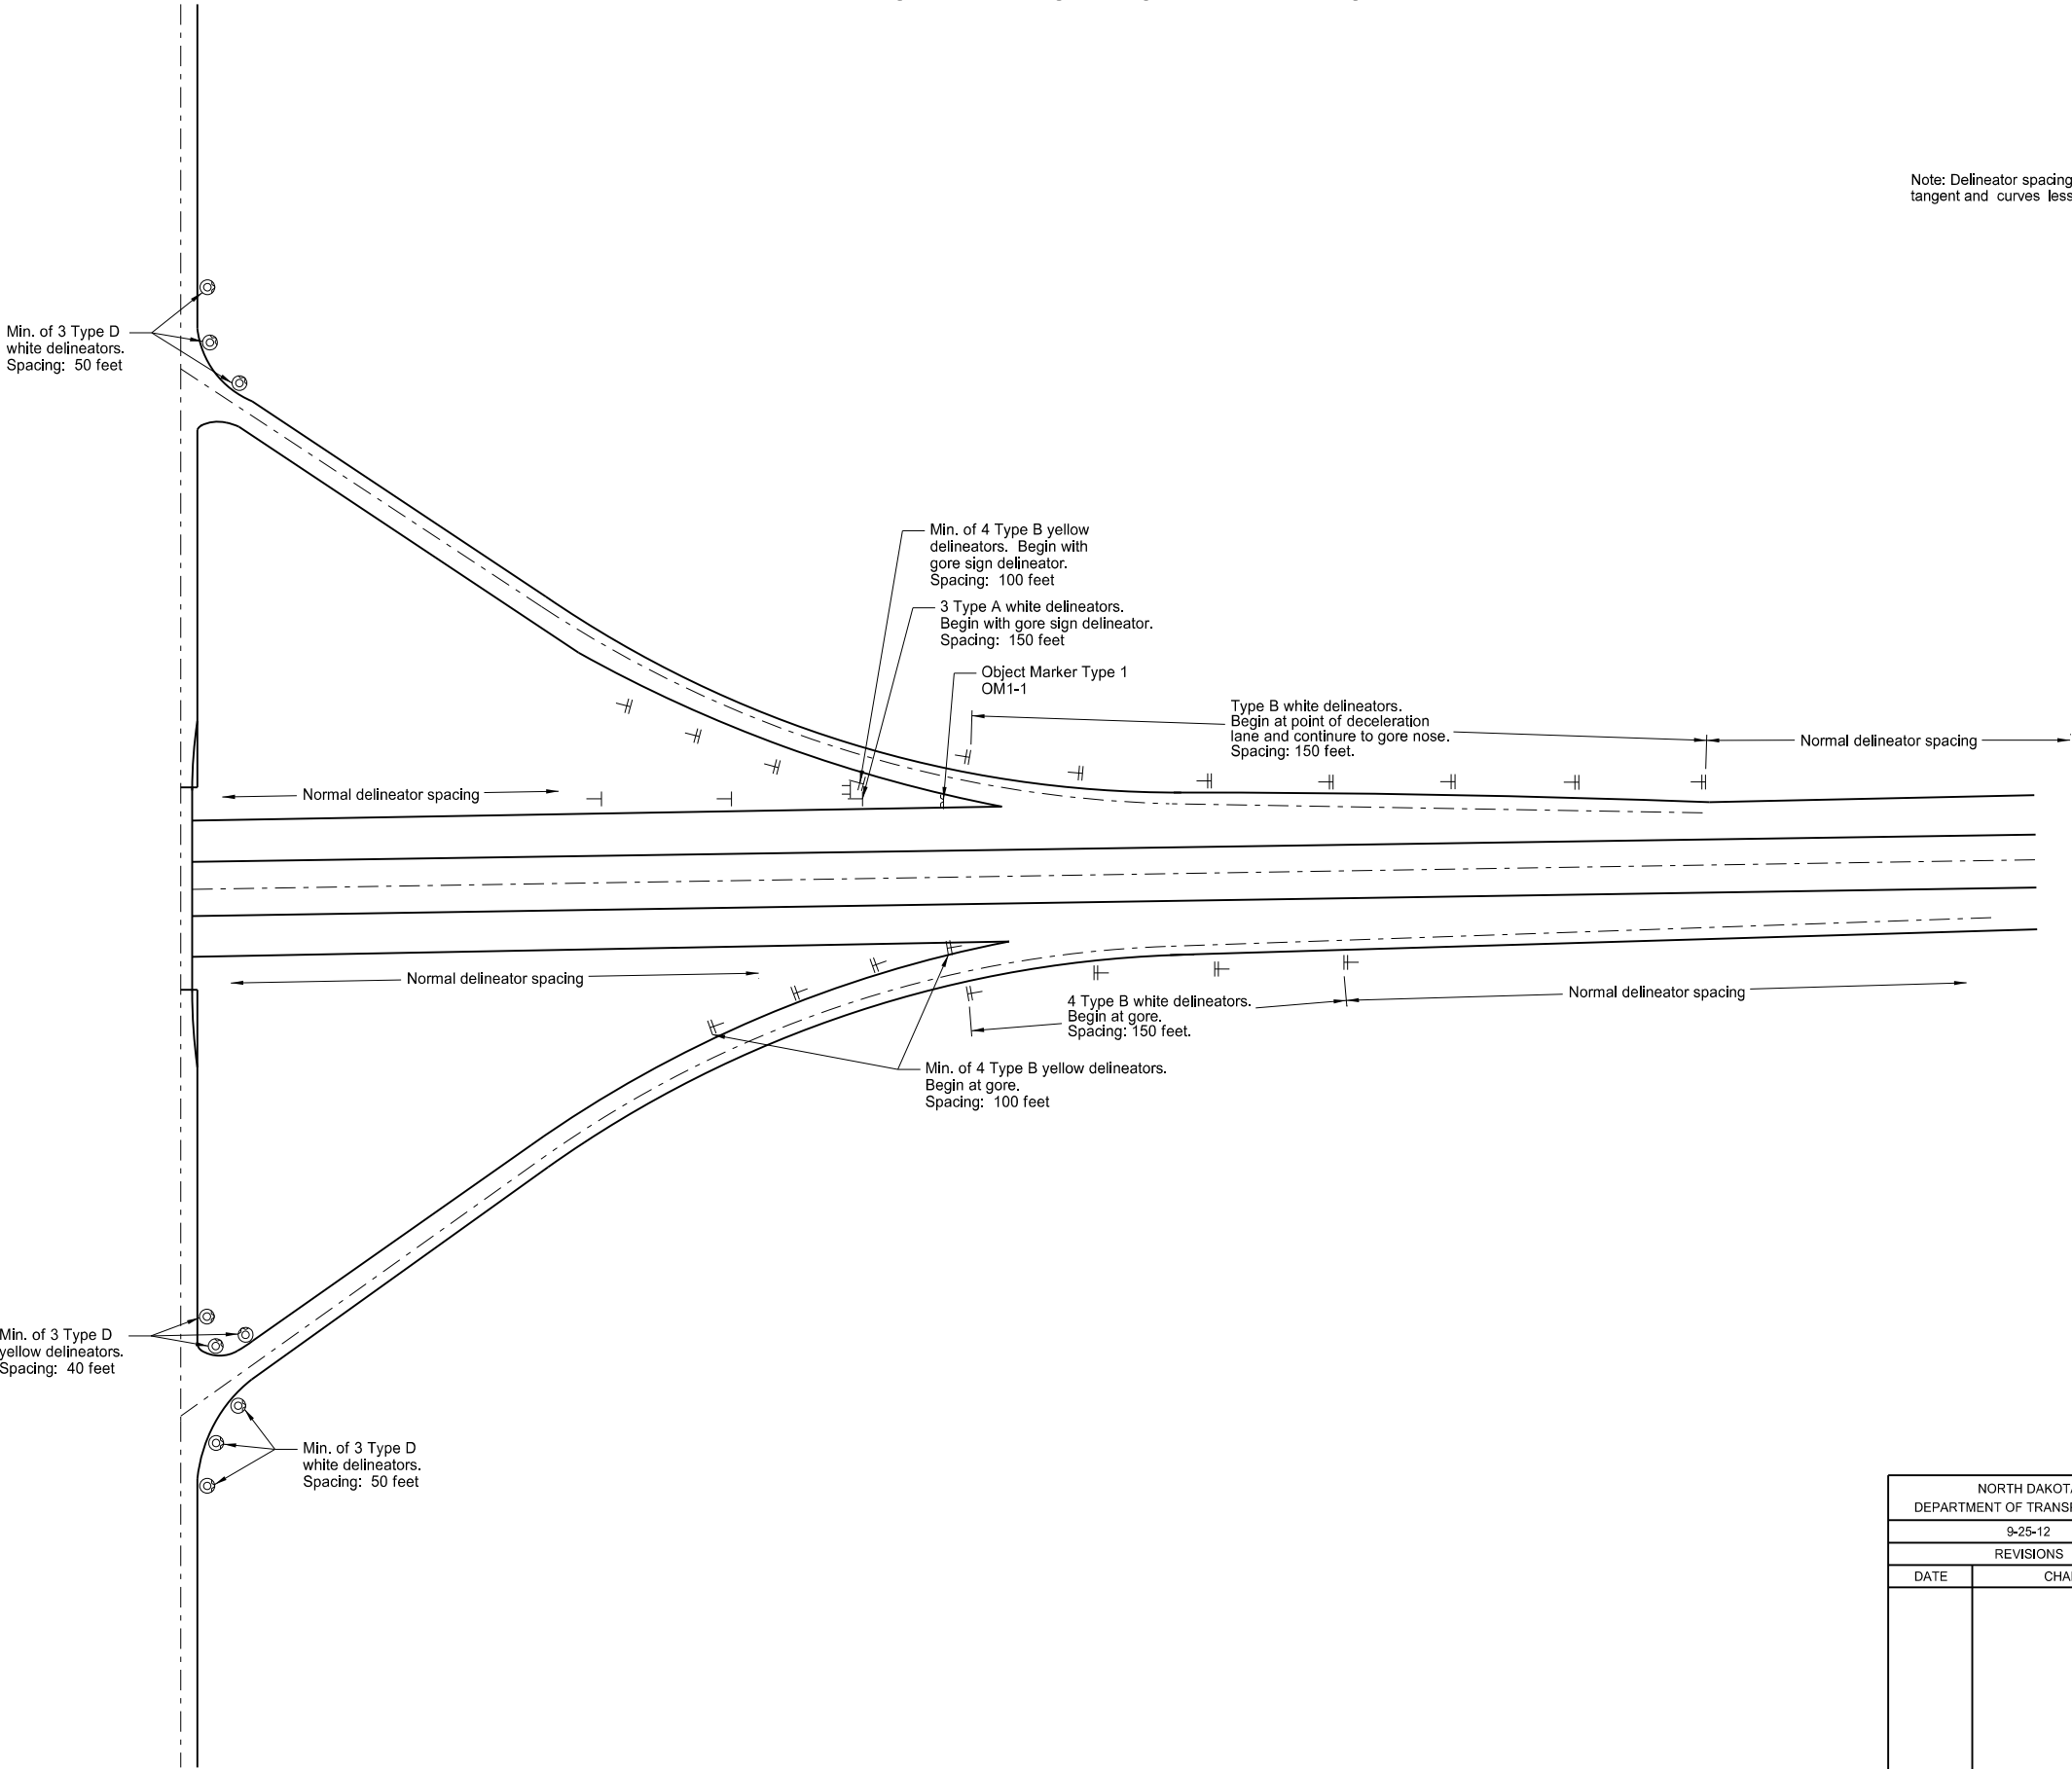 Note: Delineator spacing
tangent and curves less
Min. of 3 Type D
white delineators.
Spacing: 50 feet
Min. of 4 Type B yellow
delineators. Begin with
gore sign delineator.
Spacing: 100 feet
3 Type A white delineators.
Begin with gore sign delineator.
Spacing: 150 feet
Object Marker Type 1
OM1-1
Type B white delineators.
Begin at point of deceleration
lane and continure to gore nose.
Spacing: 150 feet.
Normal delineator spacing
Normal delineator spacing
Normal delineator spacing
Normal delineator spacing
4 Type B white delineators.
Begin at gore.
Spacing: 150 feet.
Min. of 4 Type B yellow delineators.
Begin at gore.
Spacing: 100 feet
Min. of 3 Type D
yellow delineators.
Spacing: 40 feet
Min. of 3 Type D
white delineators.
Spacing: 50 feet
NORTH DAKOTA
DEPARTMENT OF
9-25-12
REVISIONS
DATE